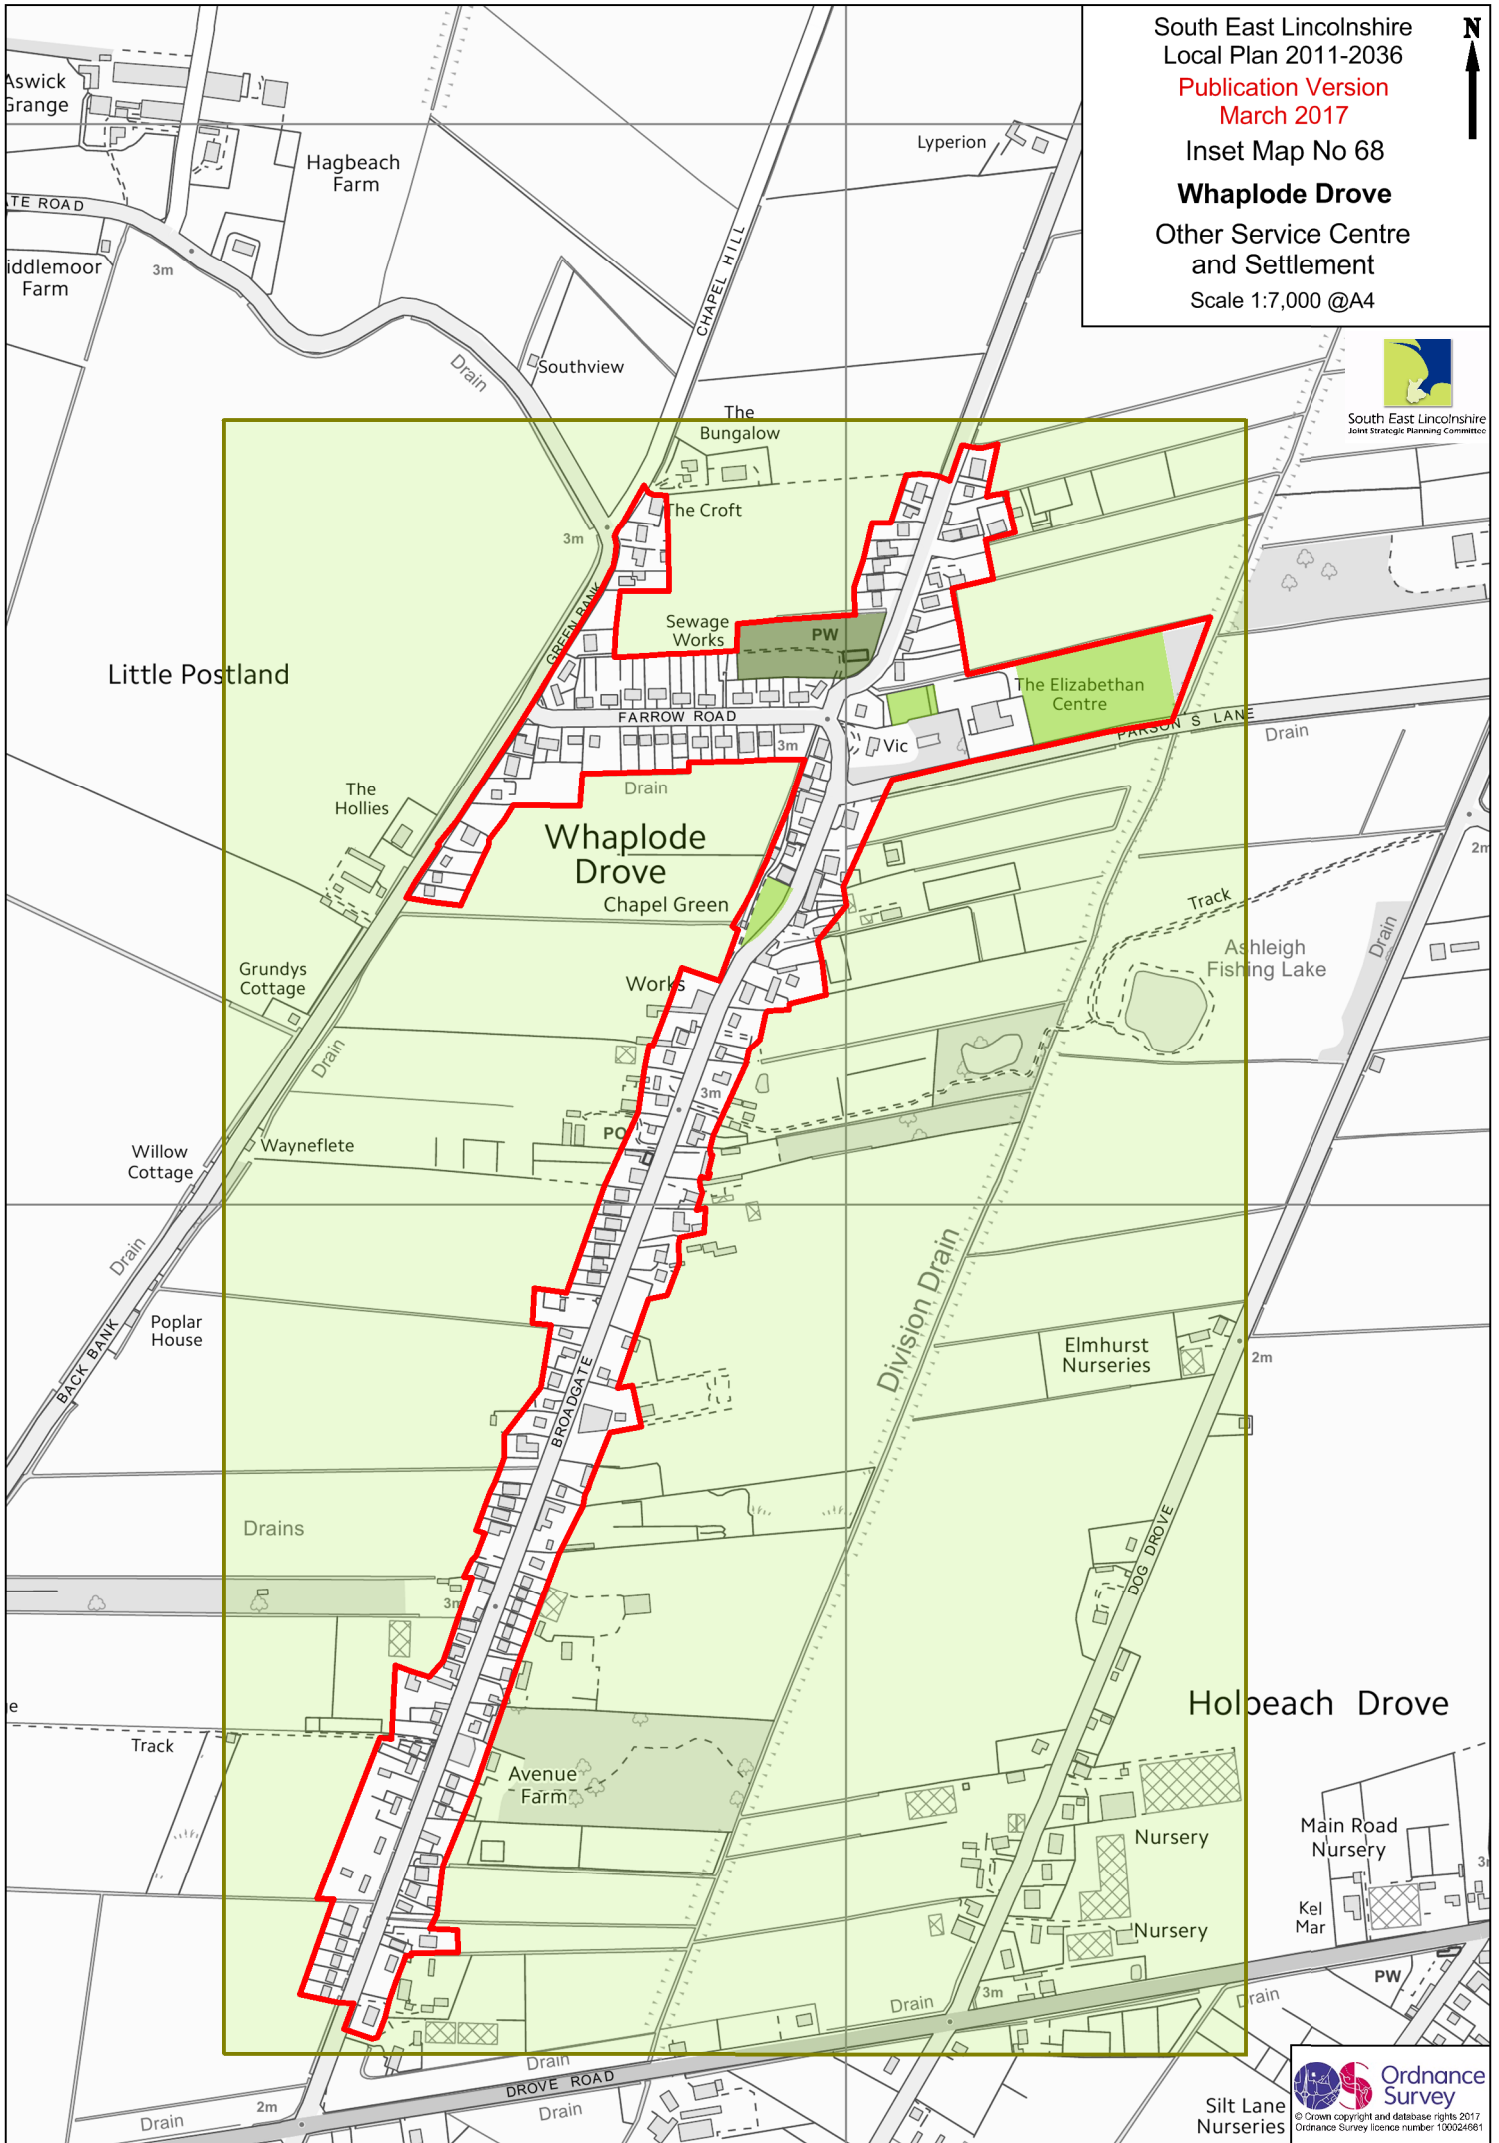 South East Lincolnshire
Local Plan 2011-2036
Publication Version
March 2017
Inset Map No 68
Whaplode Drove
Other Service Centre
and Settlement
Scale 1:7,000 @A4
N
South East Lincolnshire
Joint Strategic Planning Committee
Aswick
Grange
Hagbeach
Farm
Lyperion
TE ROAD
iddlemoor
Farm
3m
CHAPEL HILL
Drain
Southview
The
Bungalow
The Croft
3m
GREEN BANK
Sewage
Works
PW
Little Postland
The Elizabethan
Centre
FARROW ROAD
PARSON'S LANE
Drain
3m
Vic
Drain
The
Hollies
Whaplode
Drove
Chapel Green
2m
Track
Drain
Ashleigh
Fishing Lake
Grundys
Cottage
Works
Drain
3m
PO
Willow
Cottage
Wayneflete
Drain
Division Drain
Poplar
House
BACK BANK
Elmhurst
Nurseries
2m
BROADGATE
Drains
DOG DROVE
3m
Holbeach Drove
e
Track
Avenue
Farm
Nursery
Main Road
Nursery
3
Kel
Mar
Nursery
PW
3m
Drain
Drain
Drain
DROVE ROAD
2m
Drain
Drain
Silt Lane
Nurseries
Ordnance
Survey
© Crown copyright and database rights 2017
Ordnance Survey licence number 100024661